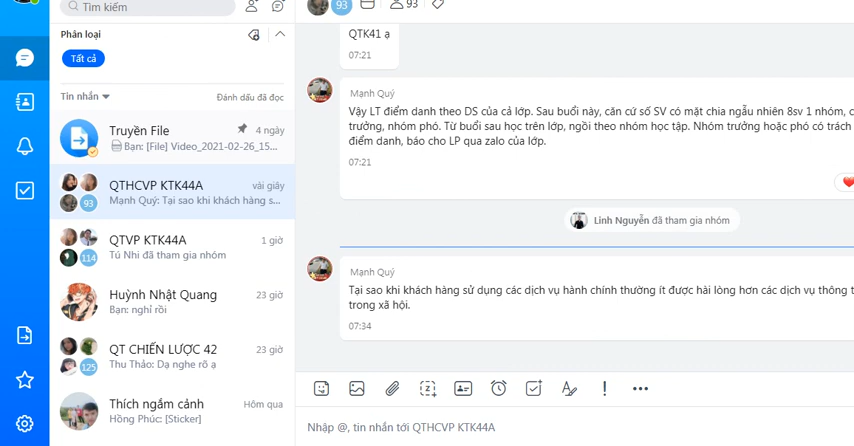 Tìm kiếm
Phân loại
Tất cả
Tin nhắn
Đánh dấu đã đọc
Truyền File
4 ngày
Bạn: [File] Video_2021-02-26_15...
93
QTHCVP KTK44A
vài giây
Mạnh Quý: Tại sao khi khách hàng s...
114
QTVP KTK44A
1 giờ
Tú Nhi đã tham gia nhóm
Huỳnh Nhật Quang
23 giờ
Bạn: nghỉ rồi
125
QT CHIẾN LƯỢC 42
23 giờ
Thu Thảo: Dạ nghe rõ ạ
Thích ngắm cảnh
Hôm qua
Hồng Phúc: [Sticker]
93
93
QTK41 ạ
07:21
Mạnh Quý
Vậy LT điểm danh theo DS của cả lớp. Sau buổi này, căn cứ số SV có mặt chia ngẫu nhiên 8sv 1 nhóm, c
trưởng, nhóm phó. Từ buổi sau học trên lớp, ngồi theo nhóm học tập. Nhóm trưởng hoặc phó có trách
điểm danh, báo cho LP qua zalo của lớp.
07:21
Linh Nguyễn đã tham gia nhóm
Mạnh Quý
Tại sao khi khách hàng sử dụng các dịch vụ hành chính thường ít được hài lòng hơn các dịch vụ thông t
trong xã hội.
07:34
Nhập @, tin nhắn tới QTHCVP KTK44A